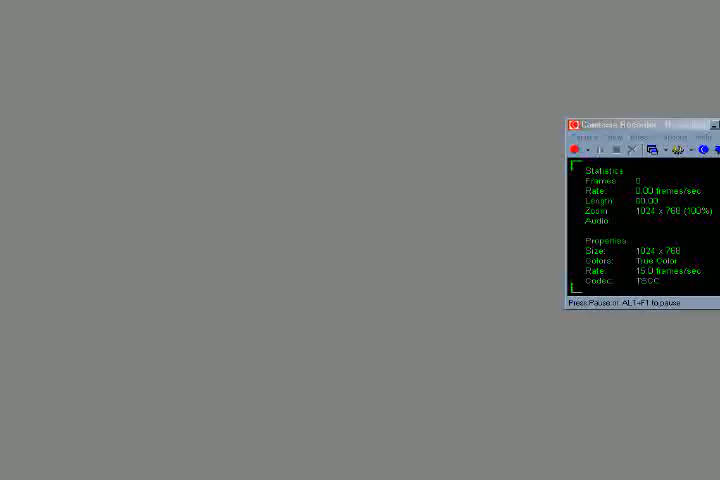 Camtasia Recorder
Statistics
Frames: 0
Rate: 0.00 frames/sec
Length: 00:00
Zoom 1024 x 768 (100%)
Audio
Properties
Size: 1024 x 768
Colors: True Color
Rate: 15.0 frames/sec
Codec: TSCC
Press Pause or ALT+F1 to pause